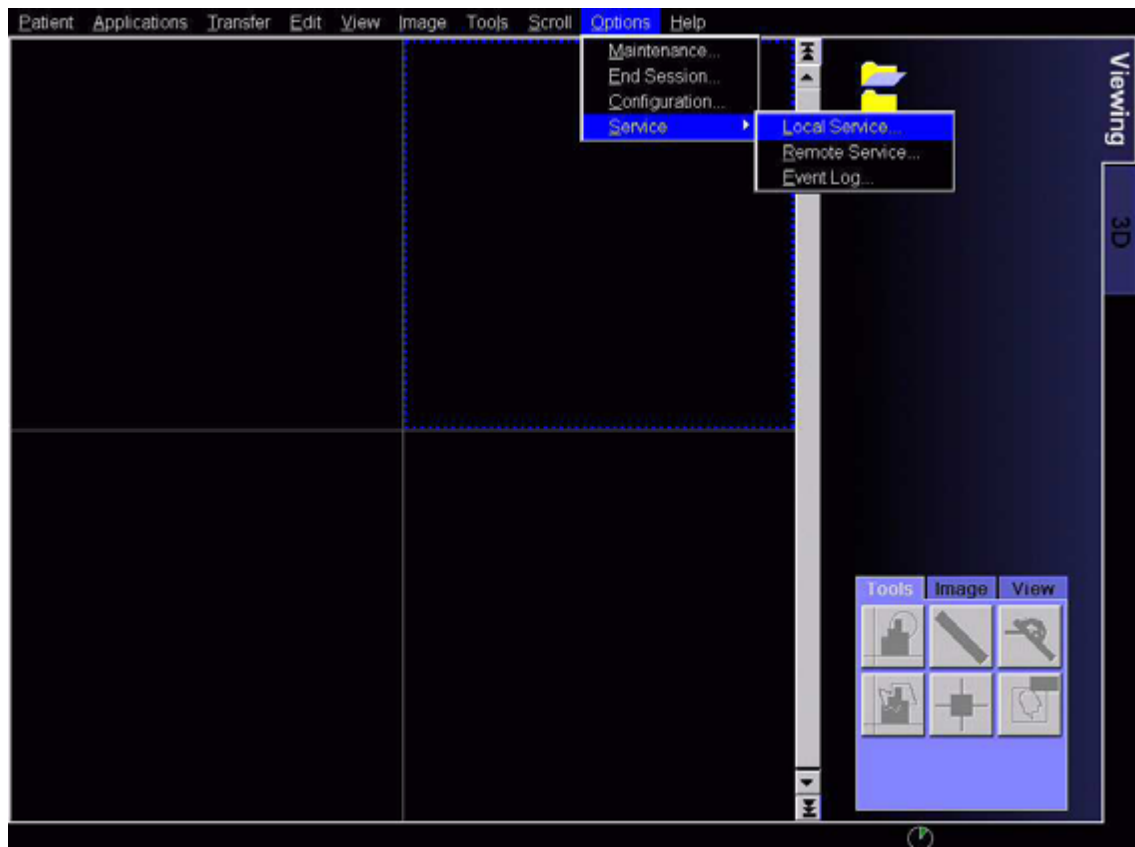 Patient Applications Transfer Edit View Image Tools Scroll Options Help
Maintenance...
End Session...
Configuration...
Service
Local Service...
Remote Service...
Event Log...
Viewing
3D
Tools Image View